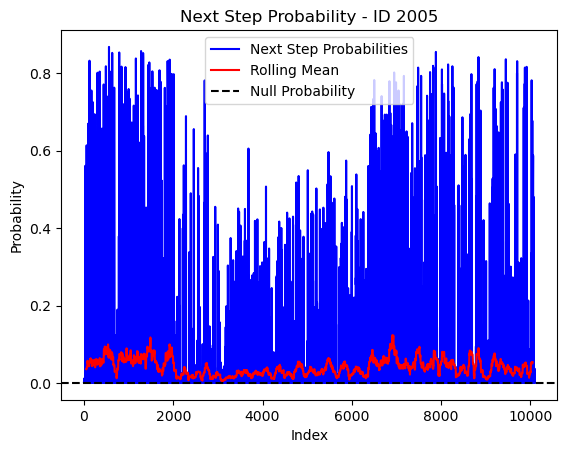 Next Step Probability - ID 2005
Next Step Probabilities
Rolling Mean
Null Probability
Probability
0.8
0.6
0.4
0.2
0.0
0
2000
4000
6000
8000
10000
Index